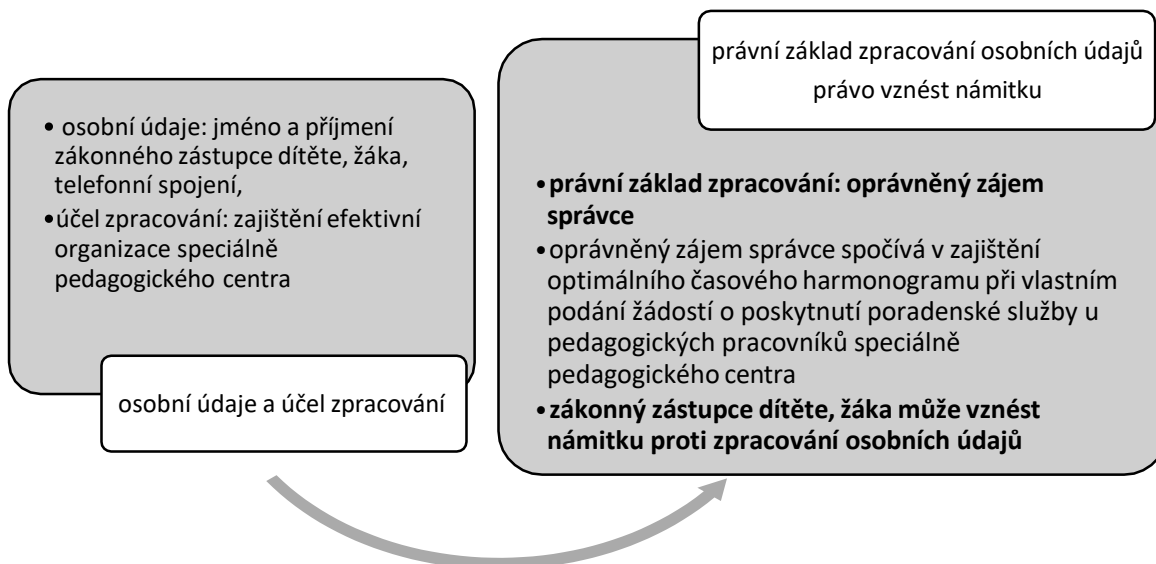 • osobní údaje: jméno a příjmení
zákonného zástupce dítěte, žáka,
telefonní spojení,
•účel zpracování: zajištění efektivní
organizace speciálně
pedagogického centra
osobní údaje a účel zpracování
právní základ zpracování osobních údajů
právo vznést námitku
•právní základ zpracování: oprávněný zájem
správce
•oprávněný zájem správce spočívá v zajištění
optimálního časového harmonogramu při vlastním
podání žádostí o poskytnutí poradenské služby u
pedagogických pracovníků speciálně
pedagogického centra
•zákonný zástupce dítěte, žáka může vznést
námitku proti zpracování osobních údajů